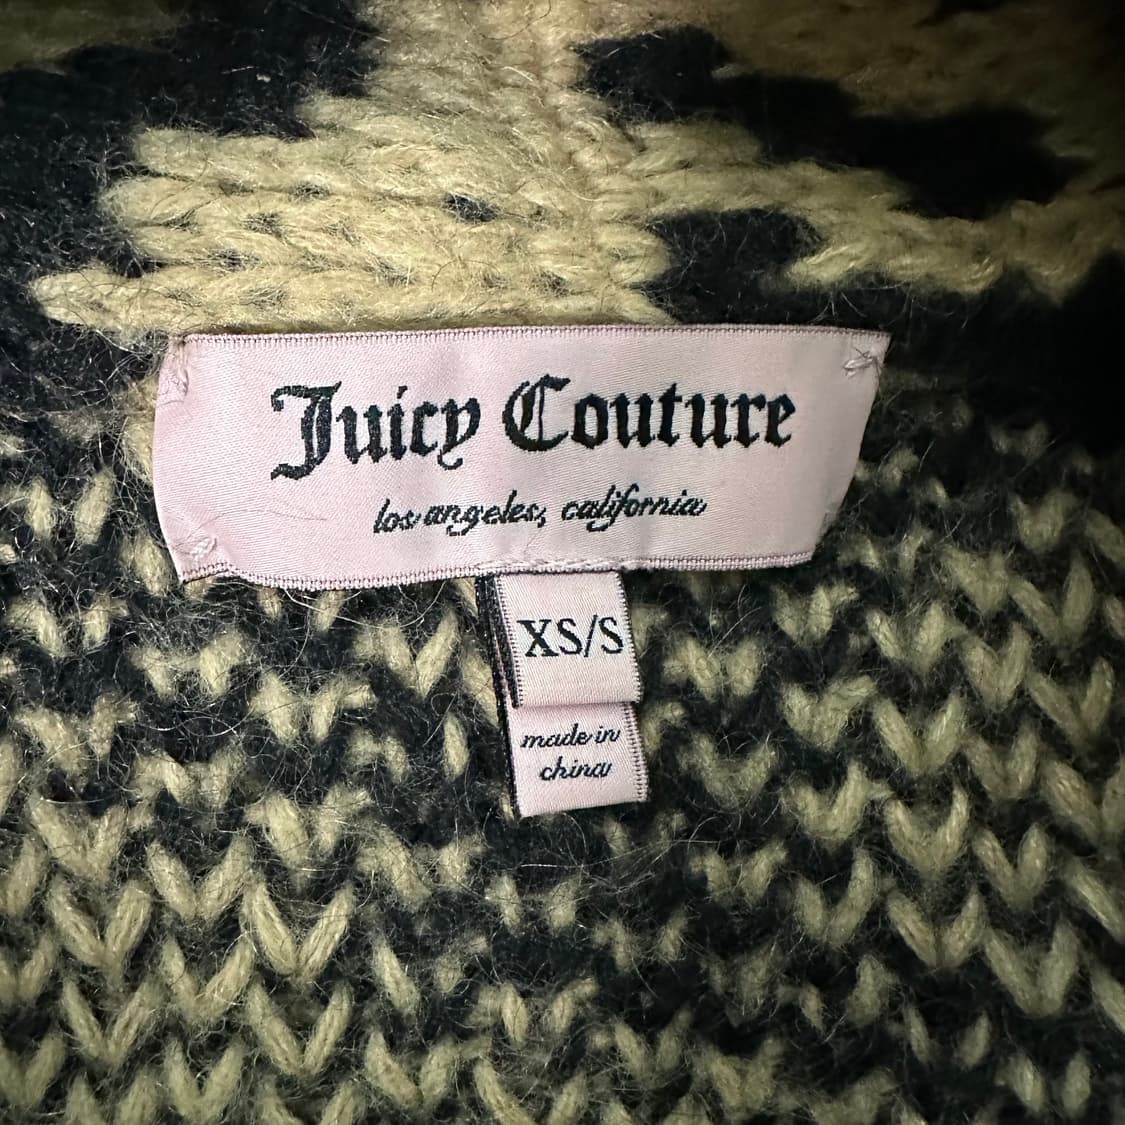 Juicy Couture
los angeles, california
XS/S
made in
china